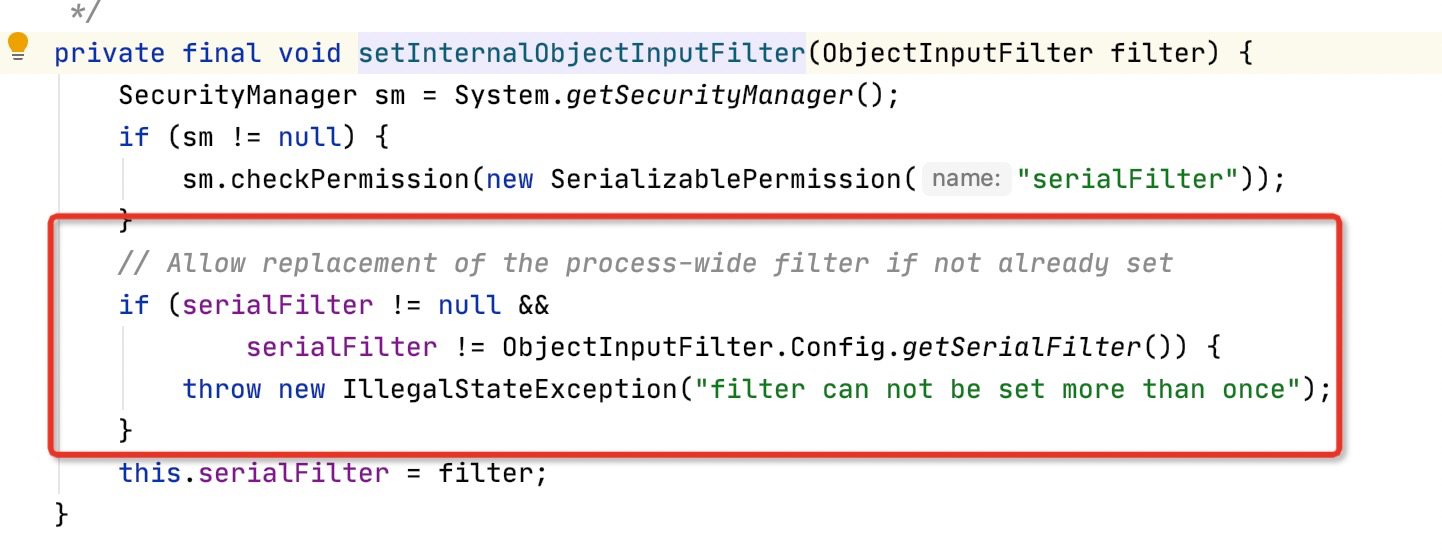 */
private final void setInternalObjectInputFilter(ObjectInputFilter filter) {
SecurityManager sm = System.getSecurityManager();
if (sm != null) {
sm.checkPermission(new SerializablePermission( name: "serialFilter"));
}
// Allow replacement of the process-wide filter if not already set
if (serialFilter != null &&
serialFilter != ObjectInputFilter.Config.getSerialFilter()) {
throw new IllegalStateException("filter can not be set more than once");
}
this.serialFilter = filter;
}